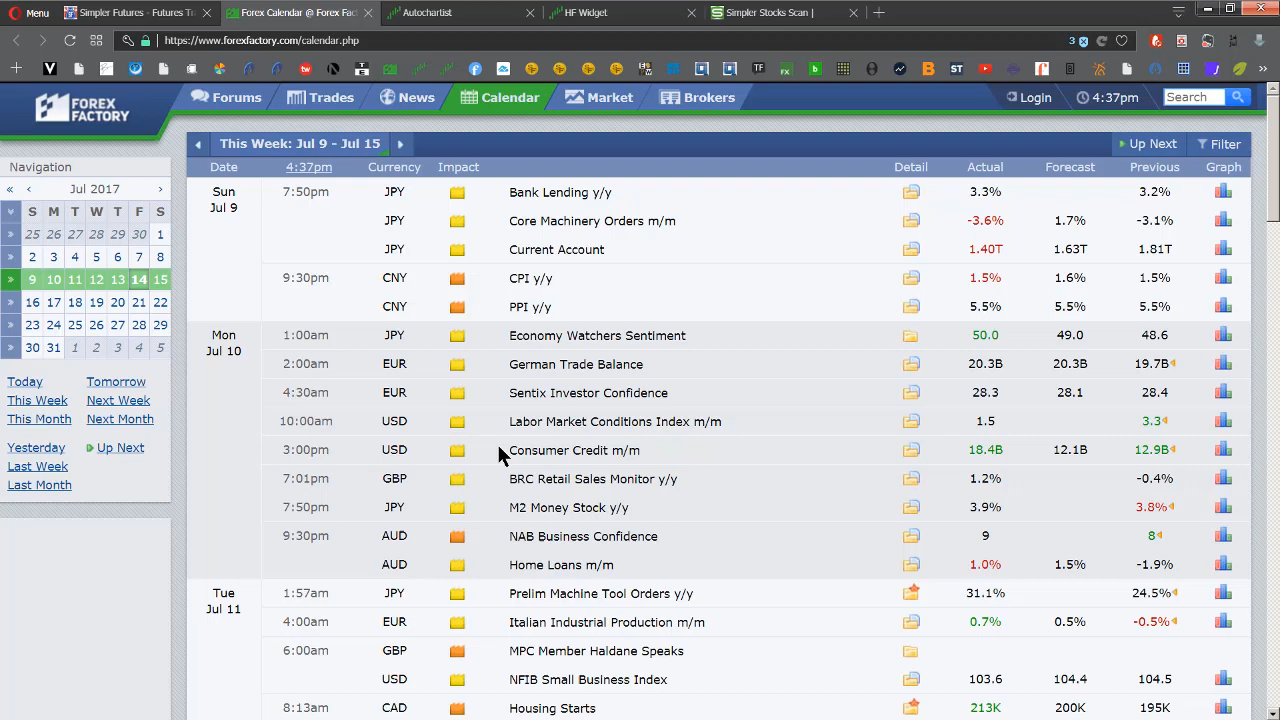 Menu
Simpler Futures - Futures Tr
Forex Calendar @ Forex Fac
Autochartist
HF Widget
Simpler Stocks Scan |
https://www.forexfactory.com/calendar.php
3
FOREX FACTORY
Forums Trades News Calendar Market Brokers
Login 4:37pm Search
Navigation
« ‹ Jul 2017 ›
S M T W T F S
25 26 27 28 29 30 1
2 3 4 5 6 7 8
9 10 11 12 13 14 15
16 17 18 19 20 21 22
23 24 25 26 27 28 29
30 31 1 2 3 4 5
Today Tomorrow
This Week Next Week
This Month Next Month
Yesterday Up Next
Last Week
Last Month
This Week: Jul 9 - Jul 15 Up Next Filter
Date 4:37pm Currency Impact Detail Actual Forecast Previous Graph
Sun Jul 9 7:50pm JPY Bank Lending y/y 3.3% 3.2%
JPY Core Machinery Orders m/m -3.6% 1.7% -3.1%
JPY Current Account 1.40T 1.63T 1.81T
9:30pm CNY CPI y/y 1.5% 1.6% 1.5%
CNY PPI y/y 5.5% 5.5% 5.5%
Mon Jul 10 1:00am JPY Economy Watchers Sentiment 50.0 49.0 48.6
2:00am EUR German Trade Balance 20.3B 20.3B 19.7B
4:30am EUR Sentix Investor Confidence 28.3 28.1 28.4
10:00am USD Labor Market Conditions Index m/m 1.5 3.3
3:00pm USD Consumer Credit m/m 18.4B 12.1B 12.9B
7:01pm GBP BRC Retail Sales Monitor y/y 1.2% -0.4%
7:50pm JPY M2 Money Stock y/y 3.9% 3.8%
9:30pm AUD NAB Business Confidence 9 8
AUD Home Loans m/m 1.0% 1.5% -1.9%
Tue Jul 11 1:57am JPY Prelim Machine Tool Orders y/y 31.1% 24.5%
4:00am EUR Italian Industrial Production m/m 0.7% 0.5% -0.5%
6:00am GBP MPC Member Haldane Speaks
USD NFIB Small Business Index 103.6 104.4 104.5
8:13am CAD Housing Starts 213K 200K 195K